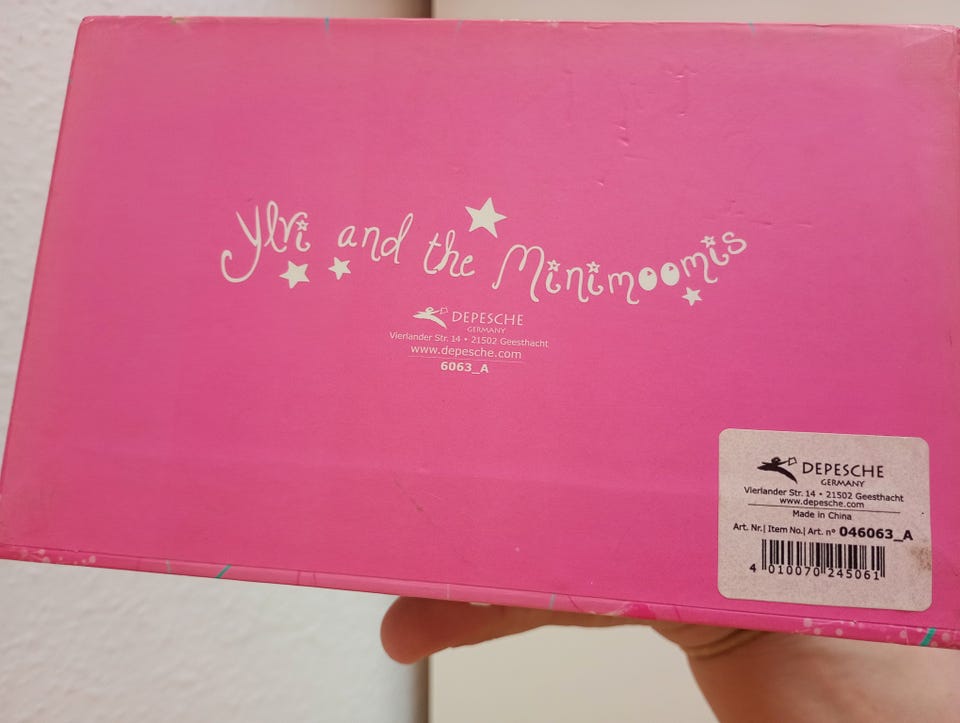 Ylvi and the Minimoomis
DEPESCHE
GERMANY
Vierlander Str. 14 • 21502 Geesthacht
www.depesche.com
6063_A
DEPESCHE
GERMANY
Vierlander Str. 14 • 21502 Geesthacht
www.depesche.com
Made in China
Art. Nr.| Item No.| Art. n° 046063_A
4 010070 245061